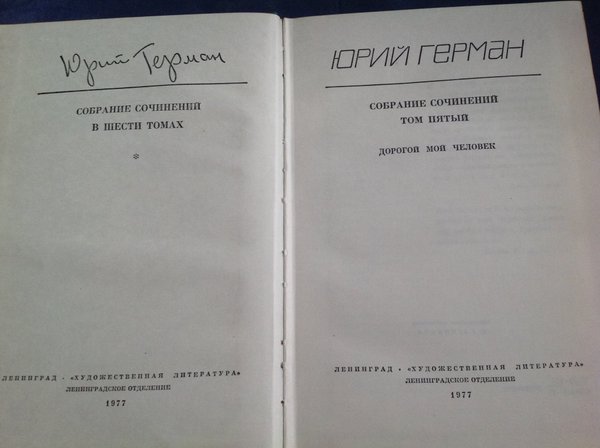 Юрий Герман
СОБРАНИЕ СОЧИНЕНИЙ
В ШЕСТИ ТОМАХ
*
ЛЕНИНГРАД · «ХУДОЖЕСТВЕННАЯ ЛИТЕРАТУРА»
ЛЕНИНГРАДСКОЕ ОТДЕЛЕНИЕ
1977
ЮРИЙ ГЕРМАН
СОБРАНИЕ СОЧИНЕНИЙ
ТОМ ПЯТЫЙ
ДОРОГОЙ МОЙ ЧЕЛОВЕК
ЛЕНИНГРАД · «ХУДОЖЕСТВЕННАЯ ЛИТЕРАТУРА»
ЛЕНИНГРАДСКОЕ ОТДЕЛЕНИЕ
1977